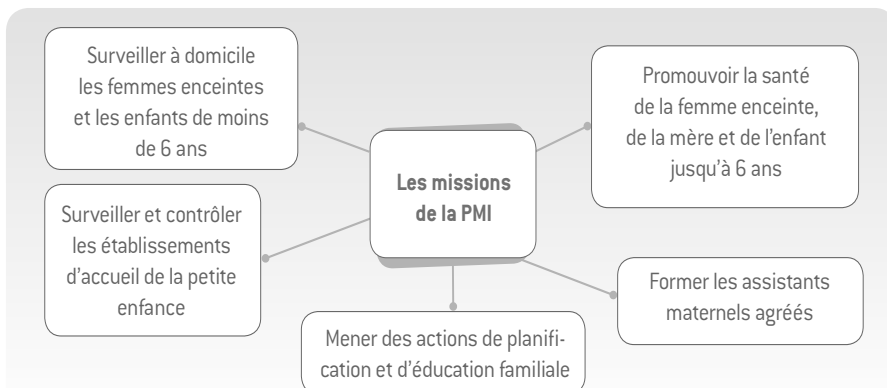 Surveiller à domicile
les femmes enceintes
et les enfants de moins
de 6 ans
Promouvoir la santé
de la femme enceinte,
de la mère et de l'enfant
jusqu'à 6 ans
Les missions
de la PMI
Surveiller et contrôler
les établissements
d'accueil de la petite
enfance
Former les assistants
maternels agréés
Mener des actions de planifi-
cation et d'éducation familiale